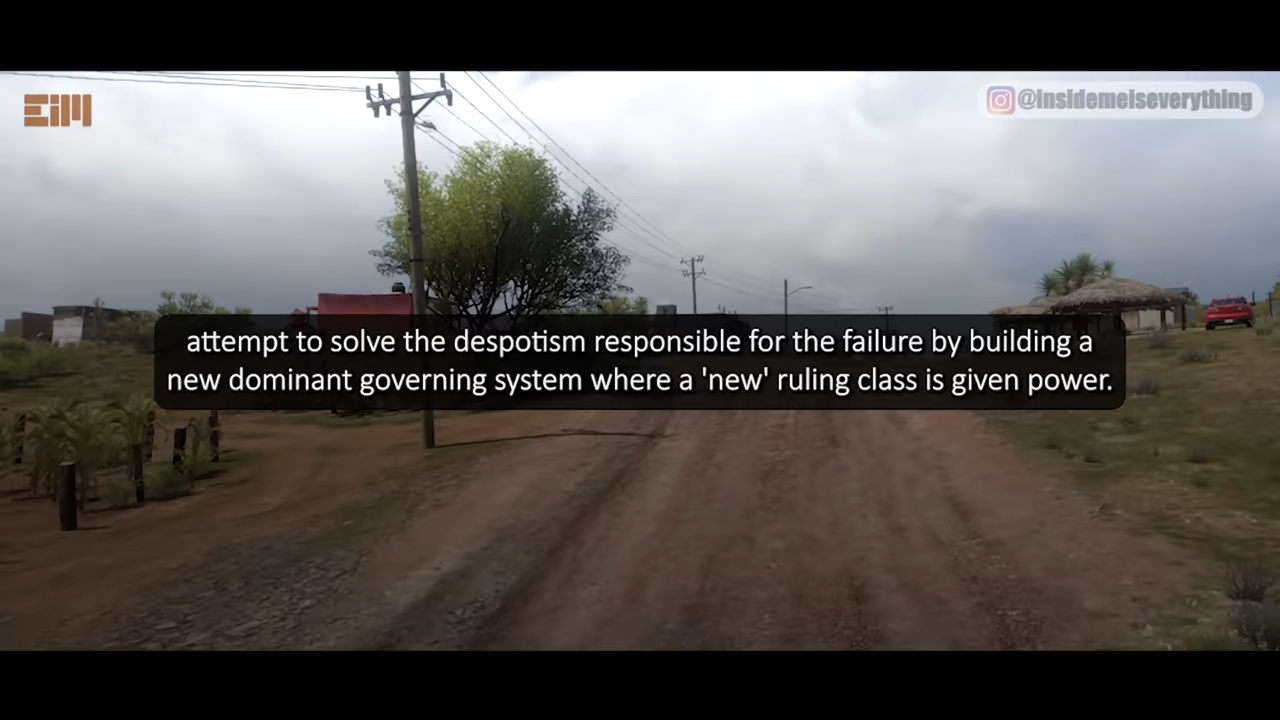 EIM
@insidemeiseverything
attempt to solve the despotism responsible for the failure by building a
new dominant governing system where a 'new' ruling class is given power.